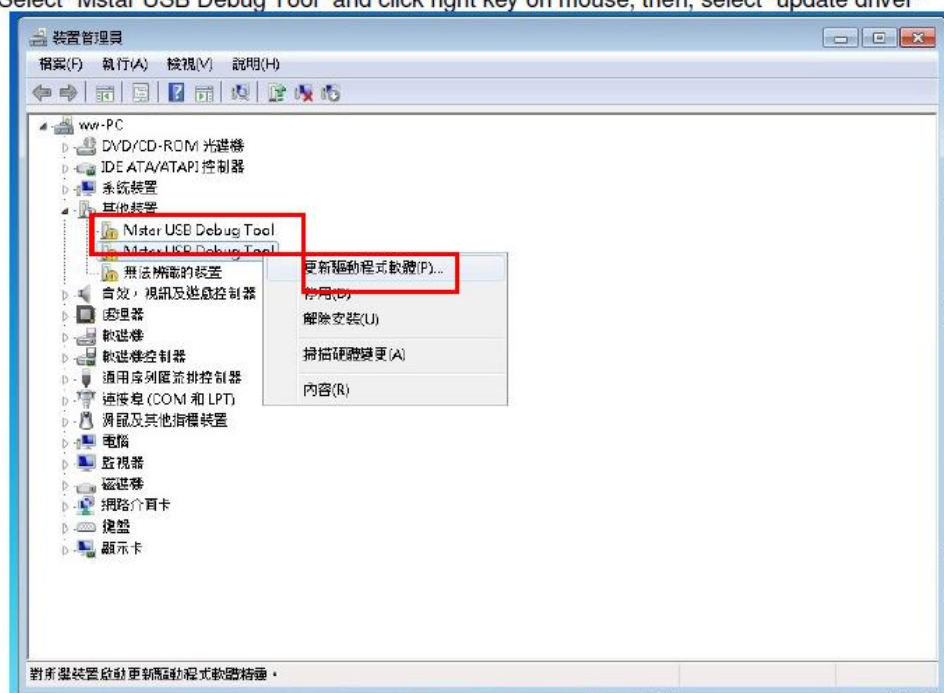 Select "Mstar USB Debug Tool" and click right key on mouse, then, select "update driver"
裝置管理員
檔案(F) 執行(A) 檢視(V) 說明(H)
ww-PC
DVD/CD-ROM 光碟機
IDE ATA/ATAPI 控制器
系統裝置
其他裝置
Mstar USB Debug Tool
Mstar USB Debug Tool
無法辨識的裝置
音效，視訊及遊戲控制器
處理器
軟碟機
軟碟機控制器
通用序列匯流排控制器
連接埠 (COM 和 LPT)
滑鼠及其他指標裝置
電腦
監視器
磁碟機
網路介面卡
鍵盤
顯示卡
更新驅動程式軟體(P)...
停用(D)
解除安裝(U)
掃描硬體變更(A)
內容(R)
對所選裝置啟動更新驅動程式軟體精靈。